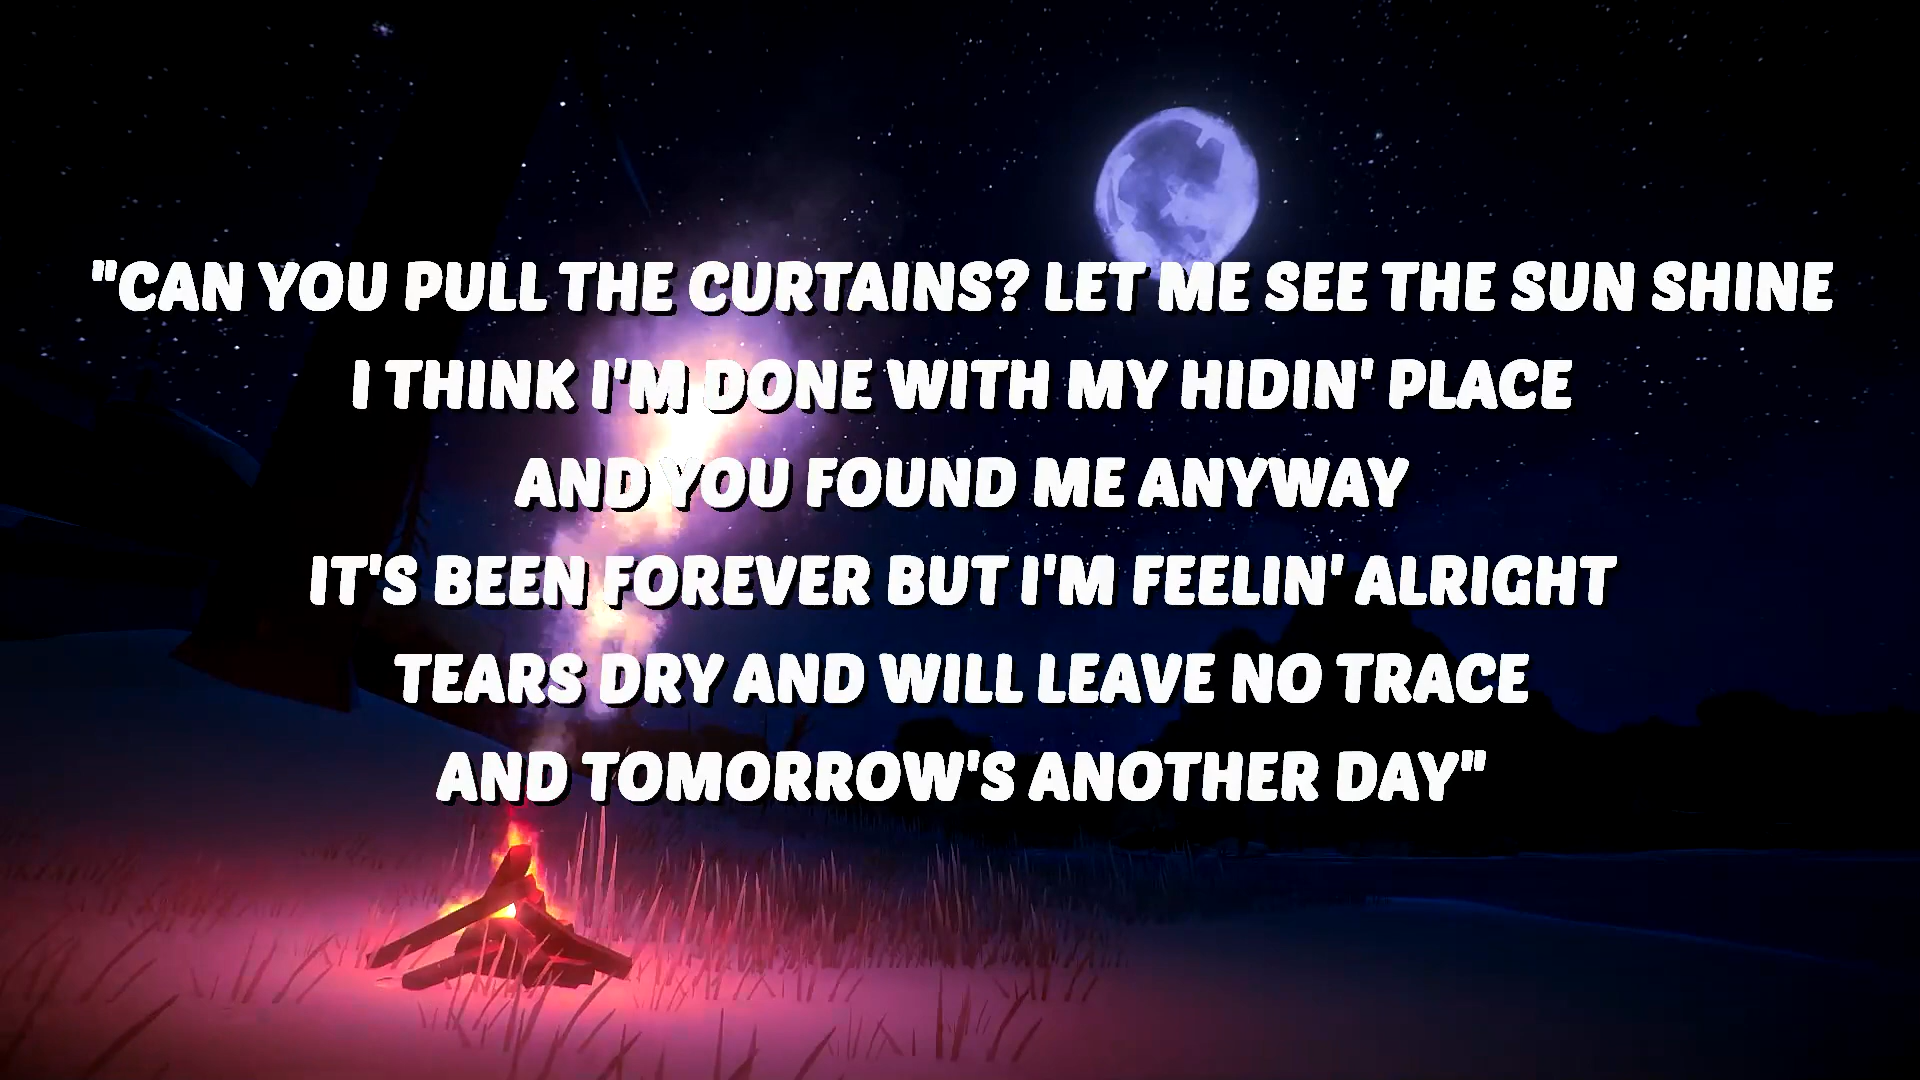 "CAN YOU PULL THE CURTAINS? LET ME SEE THE SUN SHINE
I THINK I'M DONE WITH MY HIDIN' PLACE
AND YOU FOUND ME ANYWAY
IT'S BEEN FOREVER BUT I'M FEELIN' ALRIGHT
TEARS DRY AND WILL LEAVE NO TRACE
AND TOMORROW'S ANOTHER DAY"